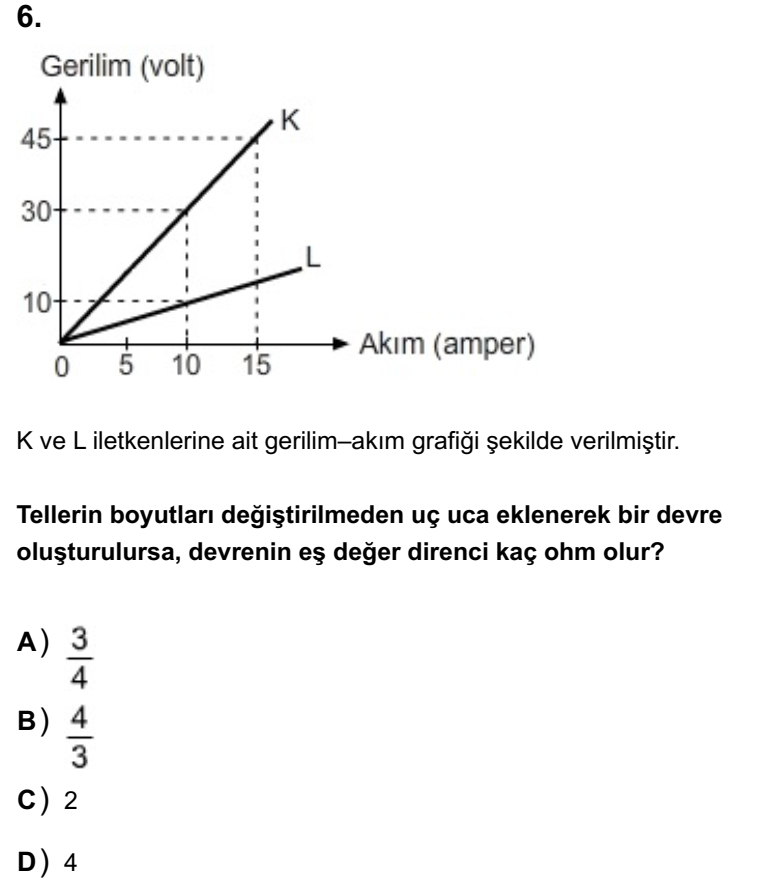 6.
Gerilim (volt)
K
45
30
L
10
Akım (amper)
0 5 10 15
K ve L iletkenlerine ait gerilim–akım grafiği şekilde verilmiştir.
Tellerin boyutları değiştirilmeden uç uca eklenerek bir devre
oluşturulursa, devrenin eş değer direnci kaç ohm olur?
A) 3/4
B) 4/3
C) 2
D) 4